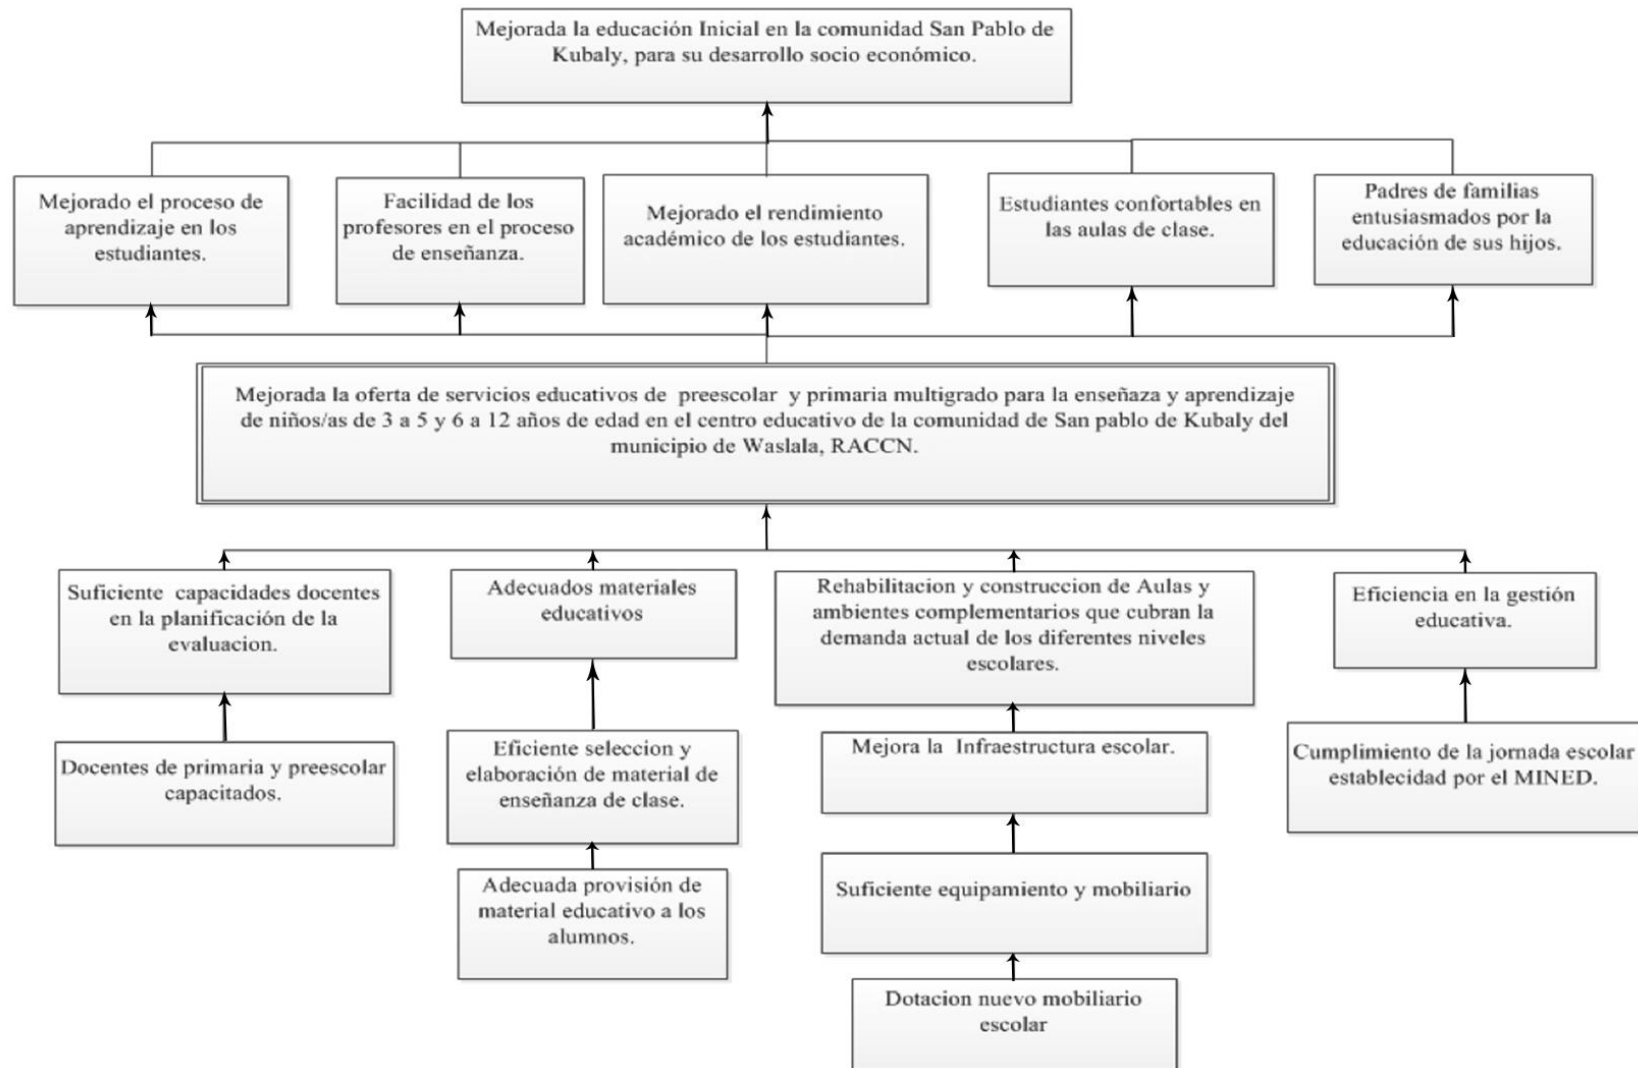 Mejorada la educación Inicial en la comunidad San Pablo de
Kubaly, para su desarrollo socio económico.
Mejorado el proceso de
aprendizaje en los
estudiantes.
Facilidad de los
profesores en el proceso
de enseñanza.
Mejorado el rendimiento
académico de los estudiantes.
Estudiantes confortables en
las aulas de clase.
Padres de familias
entusiasmados por la
educación de sus hijos.
Mejorada la oferta de servicios educativos de preescolar y primaria multigrado para la enseñaza y aprendizaje
de niños/as de 3 a 5 y 6 a 12 años de edad en el centro educativo de la comunidad de San pablo de Kubaly del
municipio de Waslala, RACCN.
Suficiente capacidades docentes
en la planificación de la
evaluacion.
Adecuados materiales
educativos
Rehabilitacion y construccion de Aulas y
ambientes complementarios que cubran la
demanda actual de los diferentes niveles
escolares.
Eficiencia en la gestión
educativa.
Docentes de primaria y preescolar
capacitados.
Eficiente seleccion y
elaboración de material de
enseñanza de clase.
Mejora la Infraestructura escolar.
Cumplimiento de la jornada escolar
establecidad por el MINED.
Adecuada provisión de
material educativo a los
alumnos.
Suficiente equipamiento y mobiliario
Dotacion nuevo mobiliario
escolar